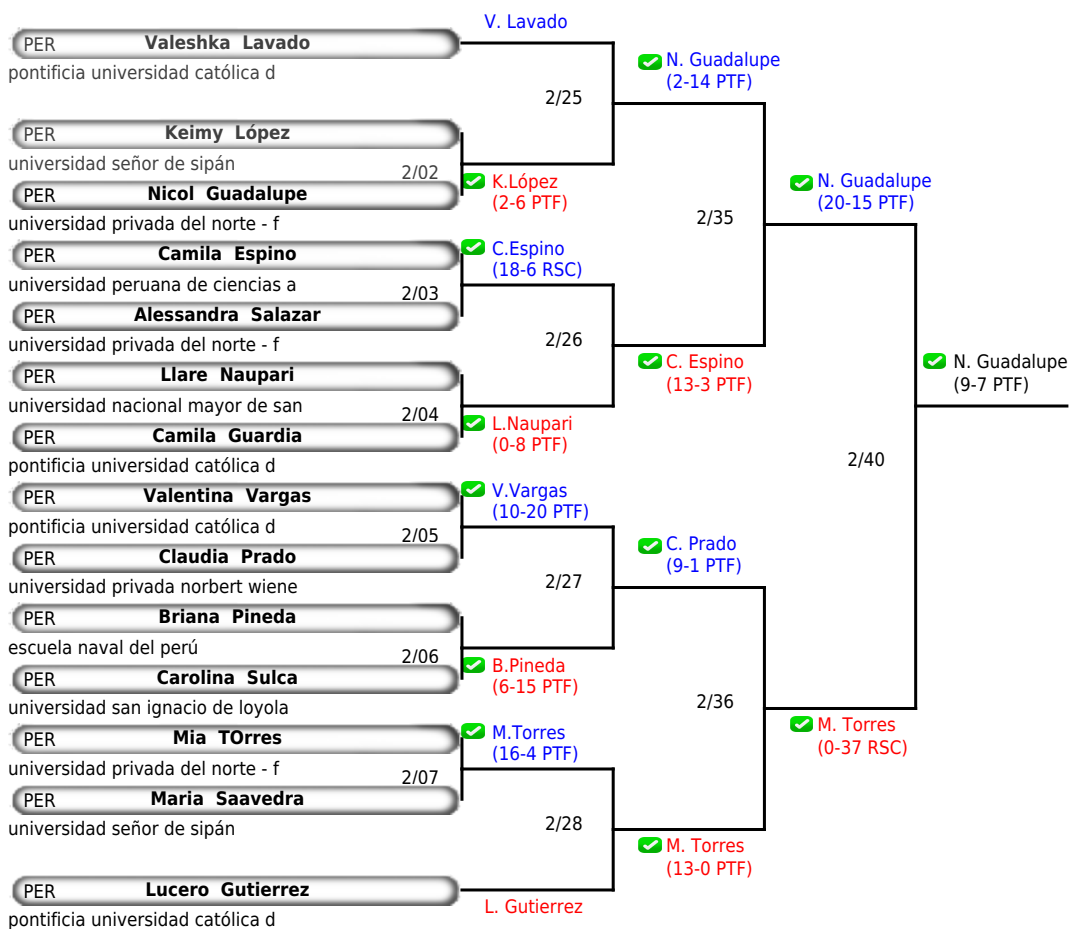 V. Lavado
PER Valeshka Lavado
pontificia universidad católica d
N. Guadalupe
(2-14 PTF)
2/25
PER Keimy López
universidad señor de sipán
2/02
K.López
(2-6 PTF)
PER Nicol Guadalupe
universidad privada del norte - f
N. Guadalupe
(20-15 PTF)
2/35
PER Camila Espino
universidad peruana de ciencias a
C.Espino
(18-6 RSC)
2/03
PER Alessandra Salazar
universidad privada del norte - f
2/26
C. Espino
(13-3 PTF)
N. Guadalupe
(9-7 PTF)
PER Llare Naupari
universidad nacional mayor de san
2/04
L.Naupari
(0-8 PTF)
PER Camila Guardia
pontificia universidad católica d
2/40
PER Valentina Vargas
pontificia universidad católica d
V.Vargas
(10-20 PTF)
2/05
PER Claudia Prado
universidad privada norbert wiene
C. Prado
(9-1 PTF)
2/27
PER Briana Pineda
escuela naval del perú
2/06
B.Pineda
(6-15 PTF)
PER Carolina Sulca
universidad san ignacio de loyola
2/36
M. Torres
(0-37 RSC)
PER Mia TOrres
universidad privada del norte - f
M.Torres
(16-4 PTF)
2/07
PER Maria Saavedra
universidad señor de sipán
2/28
M. Torres
(13-0 PTF)
PER Lucero Gutierrez
pontificia universidad católica d
L. Gutierrez